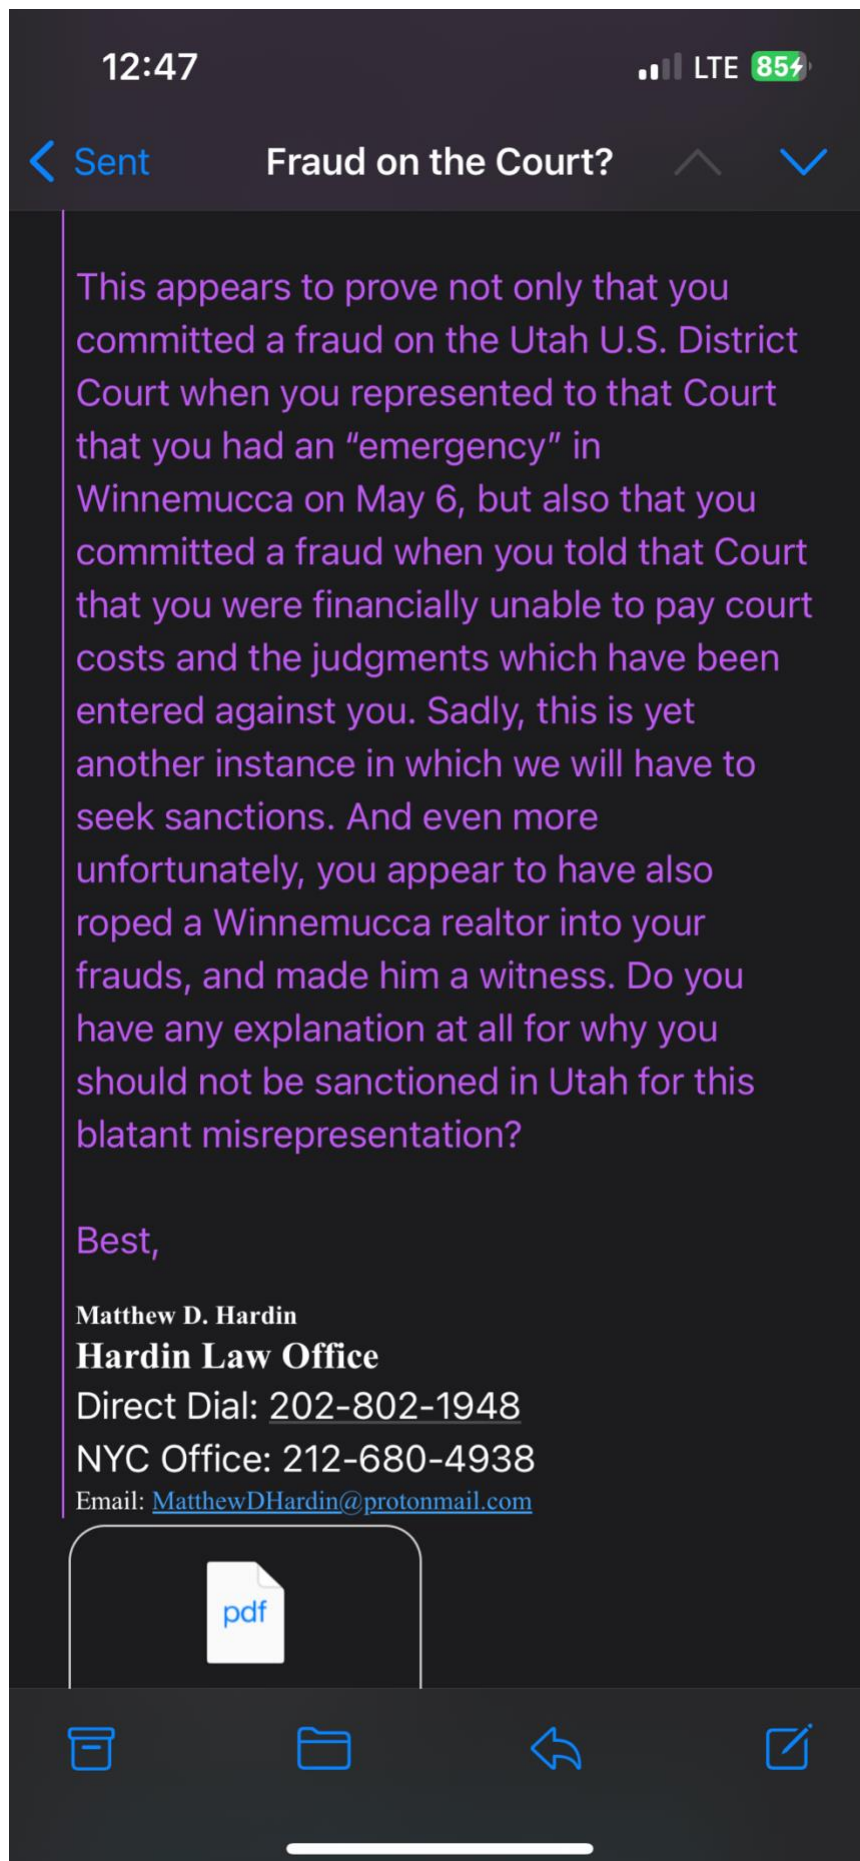 12:47
LTE 85
Sent
Fraud on the Court?
This appears to prove not only that you
committed a fraud on the Utah U.S. District
Court when you represented to that Court
that you had an “emergency” in
Winnemucca on May 6, but also that you
committed a fraud when you told that Court
that you were financially unable to pay court
costs and the judgments which have been
entered against you. Sadly, this is yet
another instance in which we will have to
seek sanctions. And even more
unfortunately, you appear to have also
roped a Winnemucca realtor into your
frauds, and made him a witness. Do you
have any explanation at all for why you
should not be sanctioned in Utah for this
blatant misrepresentation?
Best,
Matthew D. Hardin
Hardin Law Office
Direct Dial: 202-802-1948
NYC Office: 212-680-4938
Email: MatthewDHardin@protonmail.com
pdf